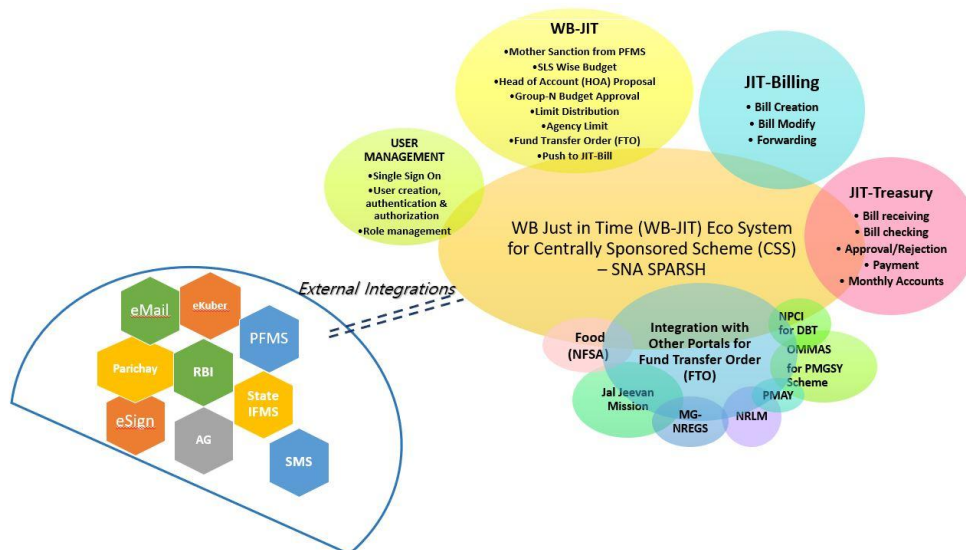 WB-JIT
•Mother Sanction from PFMS
•SLS Wise Budget
•Head of Account (HOA) Proposal
•Group-N Budget Approval
•Limit Distribution
•Agency Limit
•Fund Transfer Order (FTO)
•Push to JIT-Bill
JIT-Billing
• Bill Creation
• Bill Modify
• Forwarding
USER
MANAGEMENT
•Single Sign On
•User creation,
authentication &
authorization
•Role management
JIT-Treasury
• Bill receiving
• Bill checking
• Approval/Rejection
• Payment
• Monthly Accounts
WB Just in Time (WB-JIT) Eco System
for Centrally Sponsored Scheme (CSS)
– SNA SPARSH
External Integrations
eMail
eKuber
PFMS
Parichay
RBI
State
IFMS
eSign
AG
SMS
Integration with
Other Portals for
Fund Transfer Order
(FTO)
Food
(NFSA)
Jal Jeevan
Mission
MG-
NREGS
NRLM
PMAY
OMMAS
for PMGSY
Scheme
NPCI
for DBT